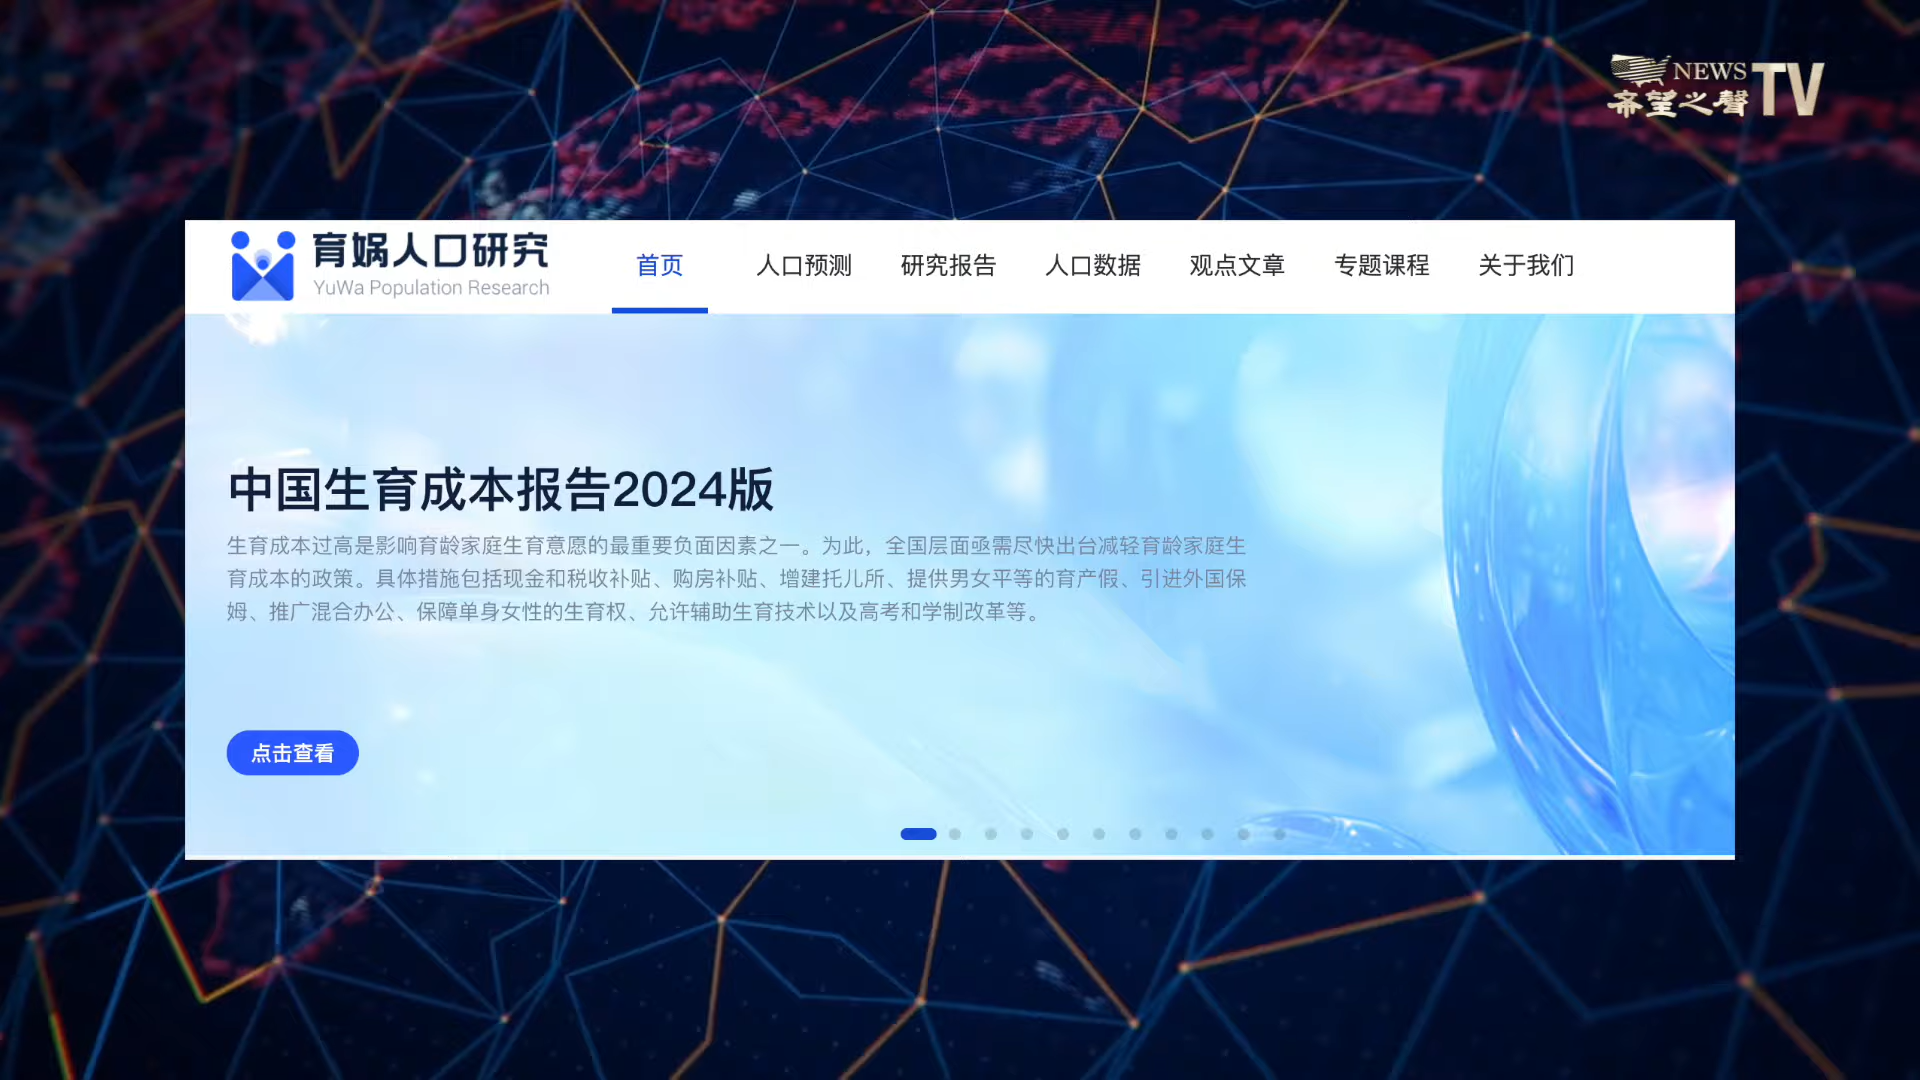 NEWS
希望之聲TV
育娲人口研究
YuWa Population Research
首页 人口预测 研究报告 人口数据 观点文章 专题课程 关于我们
中国生育成本报告2024版
生育成本过高是影响育龄家庭生育意愿的最重要负面因素之一。为此，全国层面亟需尽快出台减轻育龄家庭生
育成本的政策。具体措施包括现金和税收补贴、购房补贴、增建托儿所、提供男女平等的育产假、引进外国保
姆、推广混合办公、保障单身女性的生育权、允许辅助生育技术以及高考和学制改革等。
点击查看